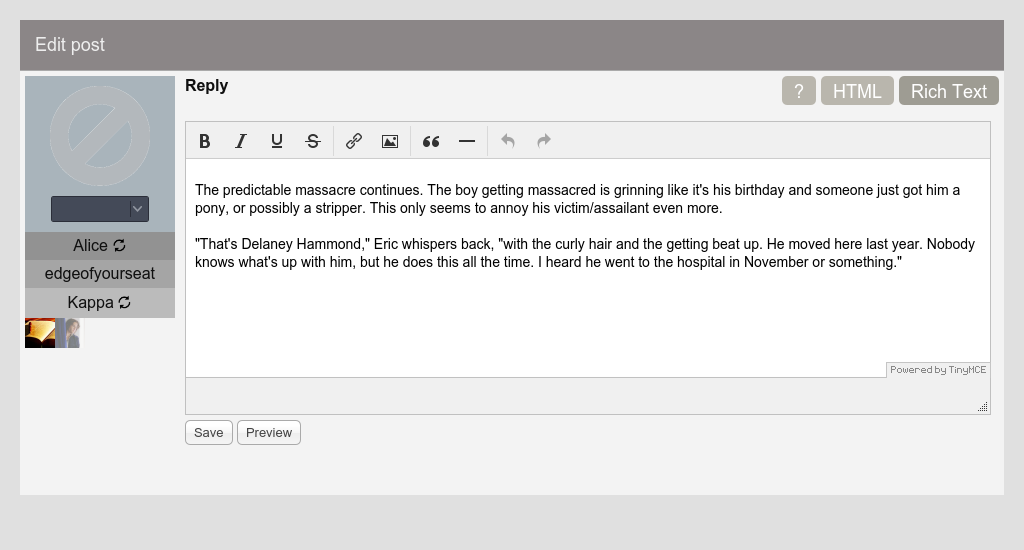 Edit post
Reply
? HTML Rich Text
B I U S
Alice
edgeofyourseat
Kappa
The predictable massacre continues. The boy getting massacred is grinning like it's his birthday and someone just got him a
pony, or possibly a stripper. This only seems to annoy his victim/assailant even more.
"That's Delaney Hammond," Eric whispers back, "with the curly hair and the getting beat up. He moved here last year. Nobody
knows what's up with him, but he does this all the time. I heard he went to the hospital in November or something."
Powered by TinyMCE
Save Preview